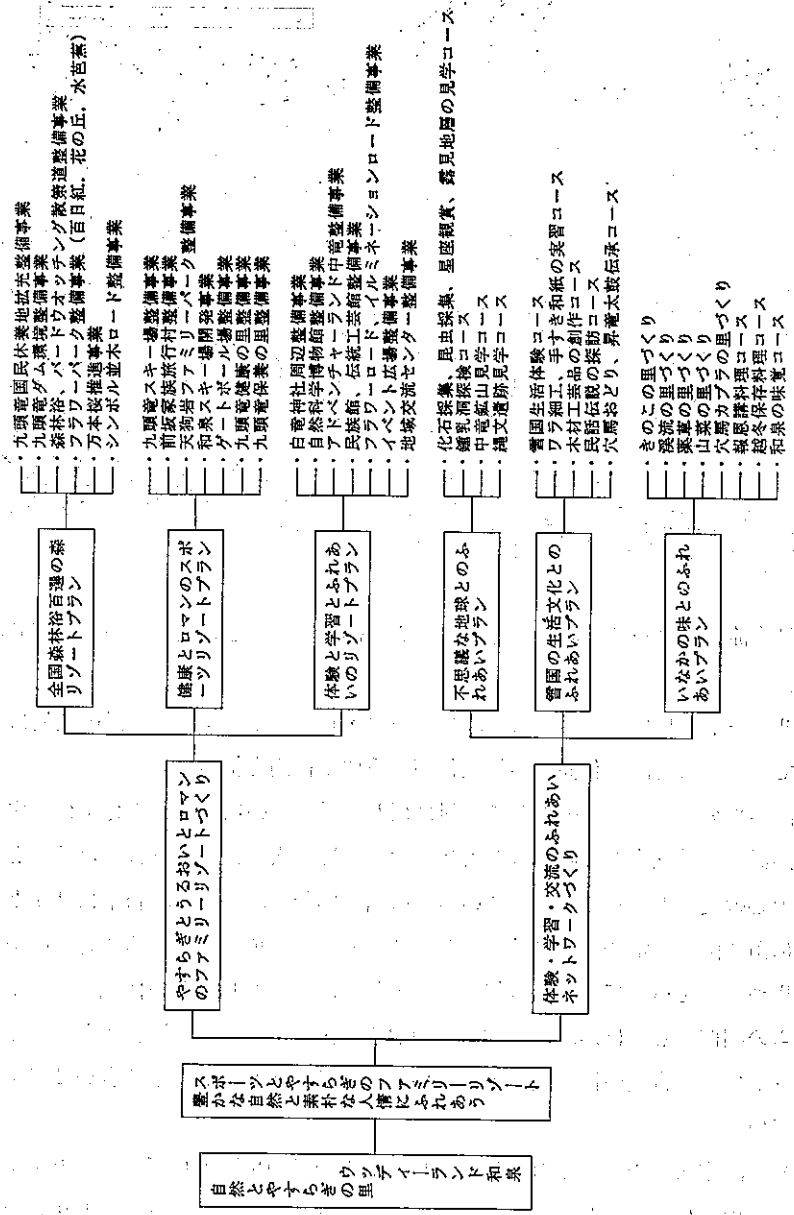 自然とやすらぎの里
ウッディーランド和泉
豊かな自然と素朴な人情にふれあう
スポーツとやすらぎのファミリーリゾート
やすらぎとうるおいとロマン
のファミリーリゾートづくり
全国森林浴百選の森
リゾートプラン
・九頭竜国民休養地拡充整備事業
・九頭竜ダム環境整備事業
・森林浴、バードウオッチング散策道整備事業
・フラワーパーク整備事業（百日紅，花の丘，水芭蕉）
・万本桜推進事業
・シンボル並木ロード整備事業
健康とロマンのスポ
ーツリゾートプラン
・九頭竜スキー場整備事業
・前坂家族旅行村整備事業
・天狗岩ファミリーパーク整備事業
・和泉スキー場開発事業
・ゲートボール場整備事業
・九頭竜健康の里整備事業
・九頭竜保養の里整備事業
体験と学習とふれあ
いのリゾートプラン
・白竜神社周辺整備事業
・自然科学博物館整備事業
・アドベンチャーランド中竜整備事業
・民族館、伝統工芸館整備事業
・フラワーロード、イルミネーションロード整備事業
・イベント広場整備事業
・地域交流センター整備事業
体験・学習・交流のふれあい
ネットワークづくり
不思議な地球とのふ
れあいプラン
・化石採集、昆虫採集、星座観賞、露見地層の見学コース
・鍾乳洞探検コース
・中竜鉱山見学コース
・縄文遺跡見学コース
雪国の生活文化との
ふれあいプラン
・雪国生活体験コース
・ワラ細工、手すき和紙の実習コース
・木材工芸品の創作コース
・民話伝説の探訪コース
・穴馬おどり、昇竜太鼓伝承コース
いなかの味とのふれ
あいプラン
・きのこの里づくり
・渓流の里づくり
・薬草の里づくり
・山菜の里づくり
・穴馬カブラの里づくり
・報恩講料理コース
・越冬保存料理コース
・和泉の味覚コース